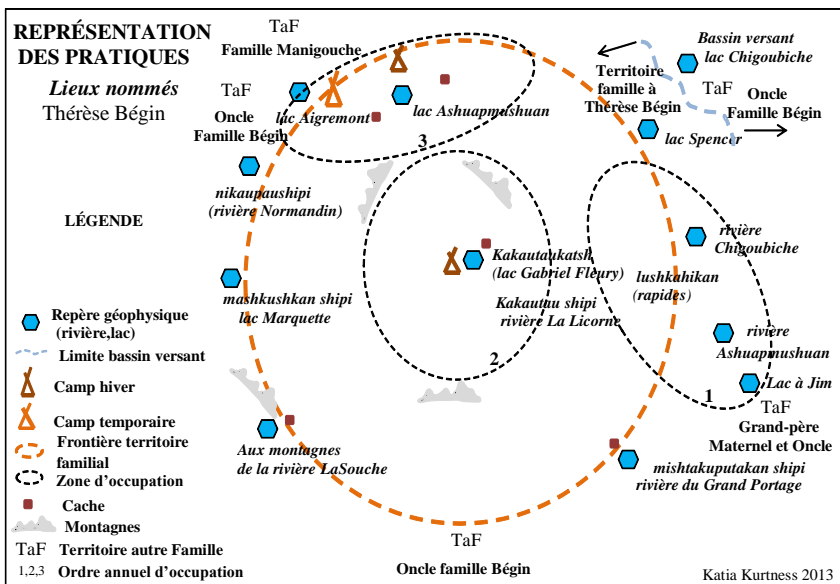 REPRÉSENTATION
DES PRATIQUES
Lieux nommés
Thérèse Bégin
TaF
Famille Manigouche
TaF
Oncle
Famille Bégin
lac Aigremont
lac Ashuapmushuan
3
Territoire
famille à
Thérèse Bégin
Bassin versant
lac Chigoubiche
TaF
Oncle
Famille Bégin
lac Spencer
nikaupaushipi
(rivière Normandin)
mashkushkan shipi
lac Marquette
Kakautaukatsh
(lac Gabriel Fleury)
Kakautau shipi
rivière La Licorne
2
rivière
Chigoubiche
lushkahikan
(rapides)
rivière
Ashuapmushuan
Lac à Jim
1
TaF
Grand-père
Maternel et Oncle
Aux montagnes
de la rivière LaSouche
mishtakuputakan shipi
rivière du Grand Portage
TaF
Oncle famille Bégin
LÉGENDE
Repère géophysique
(rivière,lac)
Limite bassin versant
Camp hiver
Camp temporaire
Frontière territoire
familial
Zone d'occupation
Cache
Montagnes
TaF Territoire autre Famille
1,2,3 Ordre annuel d'occupation
Katia Kurtness 2013